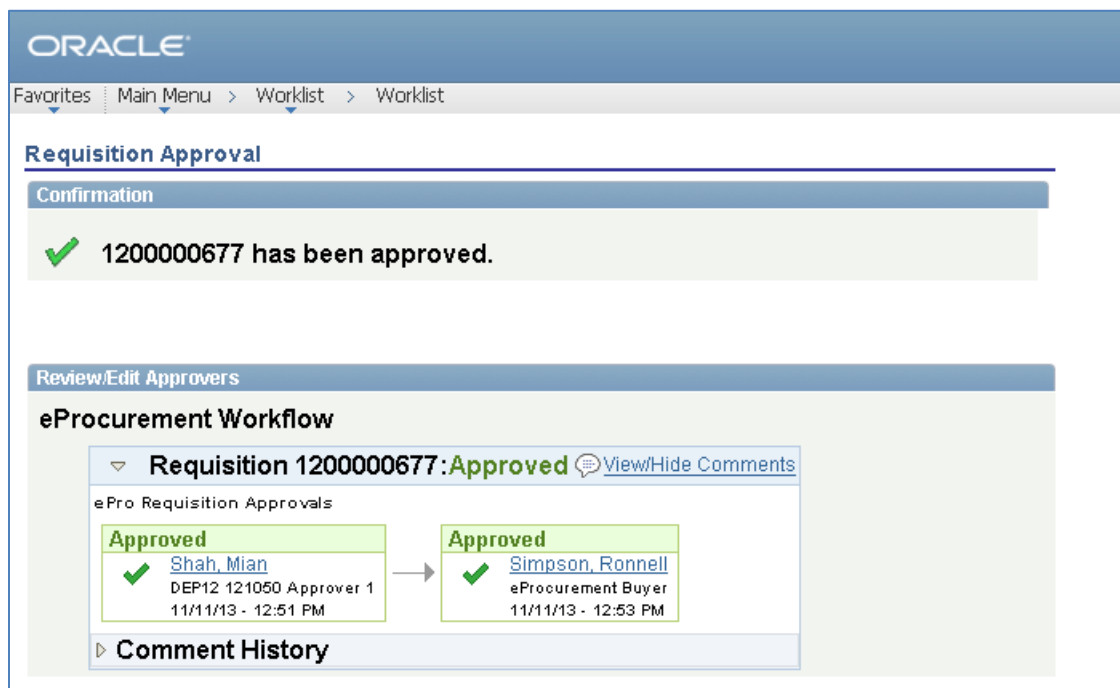 ORACLE
Favorites Main Menu > Worklist > Worklist
Requisition Approval
Confirmation
1200000677 has been approved.
Review/Edit Approvers
eProcurement Workflow
Requisition 1200000677:Approved View/Hide Comments
ePro Requisition Approvals
Approved
Shah, Mian
DEP12 121050 Approver 1
11/11/13 - 12:51 PM
Approved
Simpson, Ronnell
eProcurement Buyer
11/11/13 - 12:53 PM
Comment History